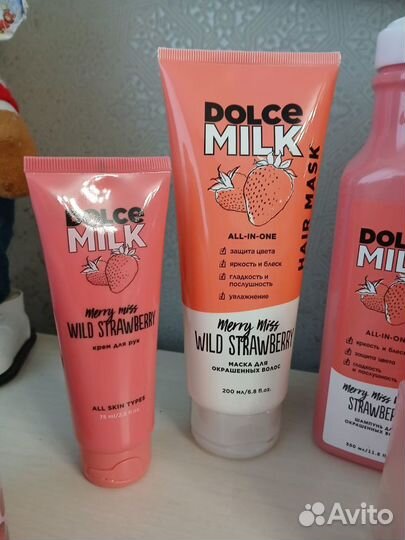 DOLCE
MILK
Merry Miss
WILD STRAWBERRY
крем для рук
ALL SKIN TYPES
DOLCE
MILK
HAIR MASK
ALL-IN-ONE
защита цвета
яркость и блеск
гладкость и
послушность
увлажнение
Merry Miss
WILD STRAWBERRY
МАСКА ДЛЯ
ОКРАШЕННЫХ ВОЛОС
200 мл/6,8 fl.oz.
DOLCE
MILK
ALL-IN-ONE
яркость и блеск
защита цвета
гладкость
и послушность
Merry Miss
ШАМПУНЬ
Avito